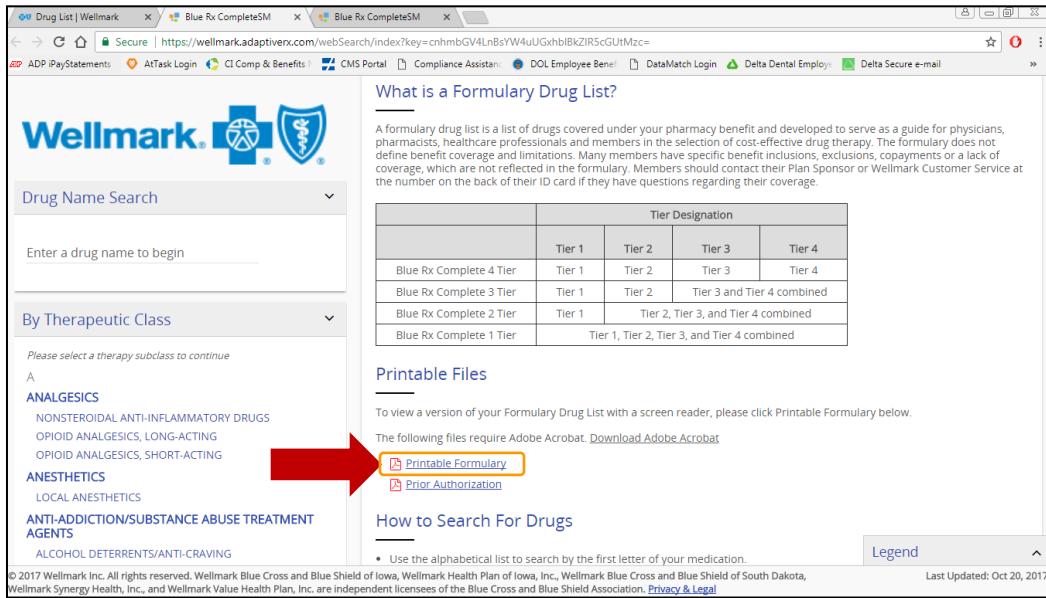 Drug List | Wellmark
Blue Rx CompleteSM
Blue Rx CompleteSM
Secure | https://wellmark.adaptiverx.com/webSearch/index?key=cnhmbGV4LnBsYW4uUGxhblBkZlR5cGUtMzc=
ADP iPayStatements AtTask Login CI Comp & Benefits CMS Portal Compliance Assistanc DOL Employee Benef DataMatch Login Delta Dental Employe Delta Secure e-mail »
Wellmark.
Drug Name Search
Enter a drug name to begin
By Therapeutic Class
Please select a therapy subclass to continue
A
ANALGESICS
NONSTEROIDAL ANTI-INFLAMMATORY DRUGS
OPIOID ANALGESICS, LONG-ACTING
OPIOID ANALGESICS, SHORT-ACTING
ANESTHETICS
LOCAL ANESTHETICS
ANTI-ADDICTION/SUBSTANCE ABUSE TREATMENT
AGENTS
ALCOHOL DETERRENTS/ANTI-CRAVING
What is a Formulary Drug List?
A formulary drug list is a list of drugs covered under your pharmacy benefit and developed to serve as a guide for physicians,
pharmacists, healthcare professionals and members in the selection of cost-effective drug therapy. The formulary does not
define benefit coverage and limitations. Many members have specific benefit inclusions, exclusions, copayments or a lack of
coverage, which are not reflected in the formulary. Members should contact their Plan Sponsor or Wellmark Customer Service at
the number on the back of their ID card if they have questions regarding their coverage.
Tier Designation
Tier 1 Tier 2 Tier 3 Tier 4
Blue Rx Complete 4 Tier Tier 1 Tier 2 Tier 3 Tier 4
Blue Rx Complete 3 Tier Tier 1 Tier 2 Tier 3 and Tier 4 combined
Blue Rx Complete 2 Tier Tier 1 Tier 2, Tier 3, and Tier 4 combined
Blue Rx Complete 1 Tier Tier 1, Tier 2, Tier 3, and Tier 4 combined
Printable Files
To view a version of your Formulary Drug List with a screen reader, please click Printable Formulary below.
The following files require Adobe Acrobat. Download Adobe Acrobat
Printable Formulary
Prior Authorization
How to Search For Drugs
• Use the alphabetical list to search by the first letter of your medication.
Legend
© 2017 Wellmark Inc. All rights reserved. Wellmark Blue Cross and Blue Shield of Iowa, Wellmark Health Plan of Iowa, Inc., Wellmark Blue Cross and Blue Shield of South Dakota,
Wellmark Synergy Health, Inc., and Wellmark Value Health Plan, Inc. are independent licensees of the Blue Cross and Blue Shield Association. Privacy & Legal
Last Updated: Oct 20, 2017